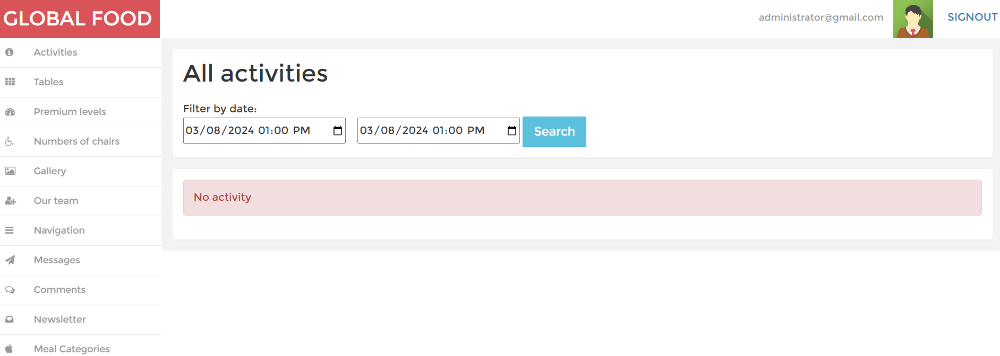 GLOBAL FOOD
administrator@gmail.com
SIGNOUT
Activities
Tables
Premium levels
Numbers of chairs
Gallery
Our team
Navigation
Messages
Comments
Newsletter
Meal Categories
All activities
Filter by date:
03/08/2024 01:00 PM
03/08/2024 01:00 PM
Search
No activity